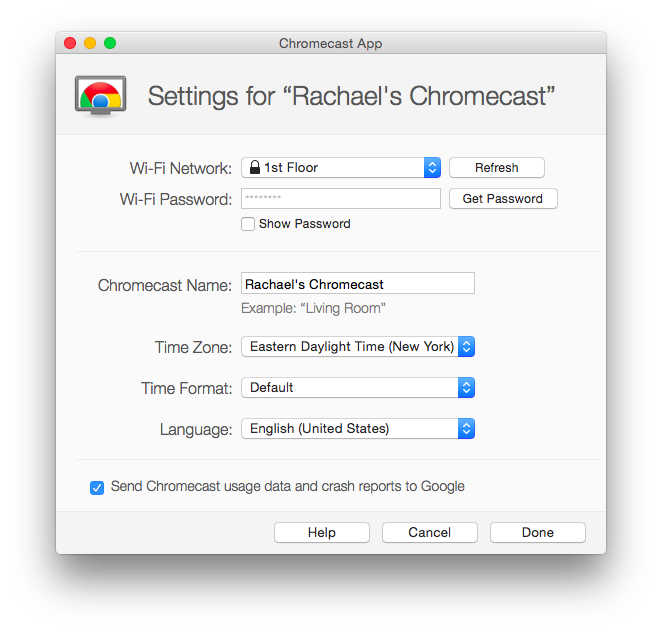 Chromecast App
Settings for “Rachael's Chromecast”
Wi-Fi Network: 1st Floor Refresh
Wi-Fi Password: ******** Get Password
Show Password
Chromecast Name: Rachael's Chromecast
Example: “Living Room”
Time Zone: Eastern Daylight Time (New York)
Time Format: Default
Language: English (United States)
Send Chromecast usage data and crash reports to Google
Help Cancel Done